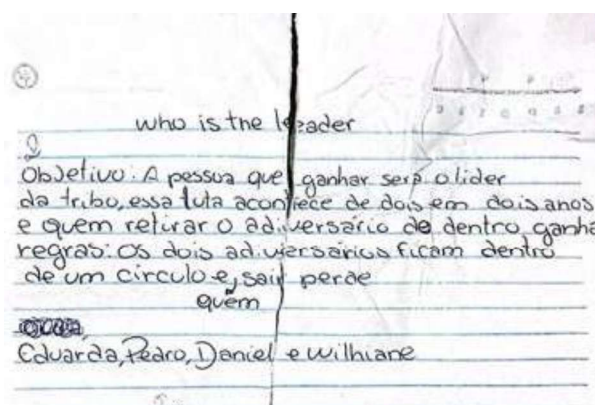 who is the leader
Objetivo: A pessoa que ganhar será o lider
da tribo, essa luta acontece de dois em dois anos
e quem retirar o adiversário de dentro ganha
regras: os dois adiversários ficam dentro
de um circulo e, sair perde
quem
Eduarda, Pedro, Daniel e Wilhiane